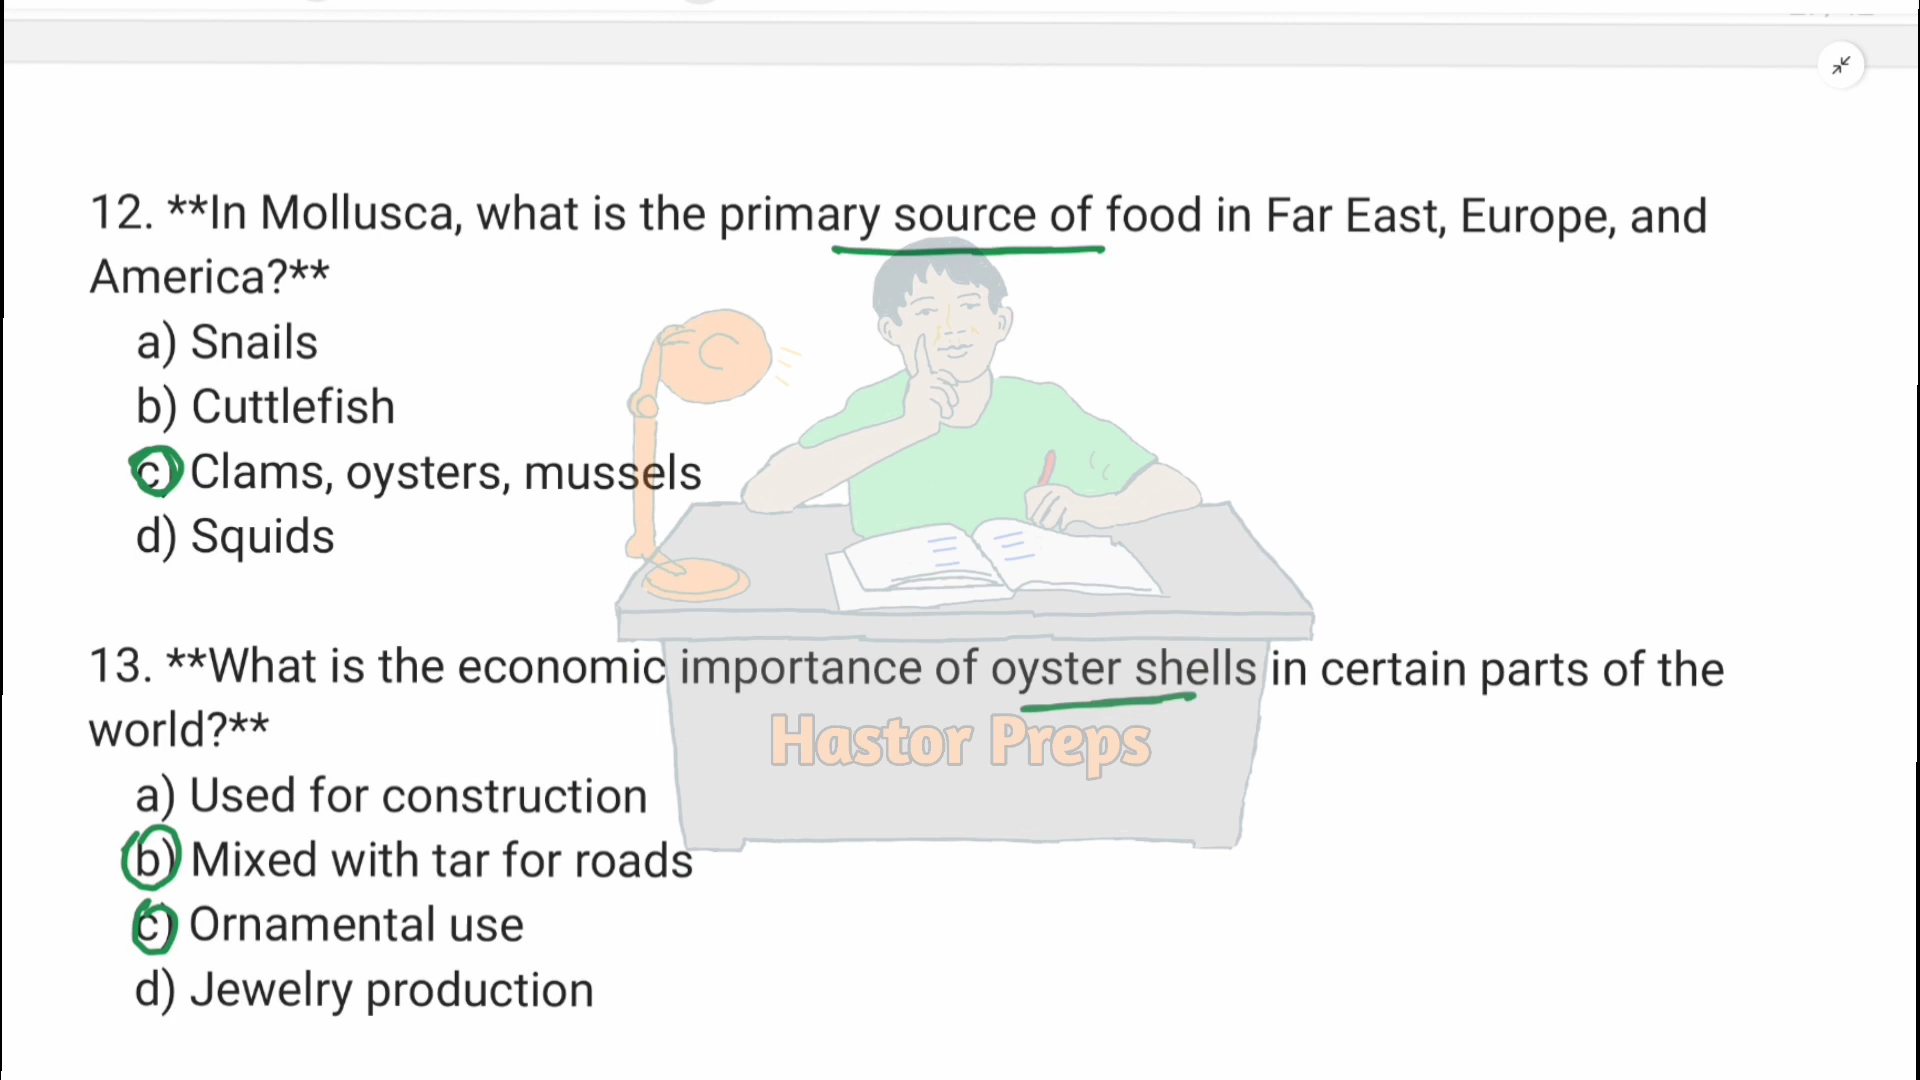 12. **In Mollusca, what is the primary source of food in Far East, Europe, and
America?**
a) Snails
b) Cuttlefish
c) Clams, oysters, mussels
d) Squids
13. **What is the economic importance of oyster shells in certain parts of the
world?**
Hastor Preps
a) Used for construction
b) Mixed with tar for roads
c) Ornamental use
d) Jewelry production